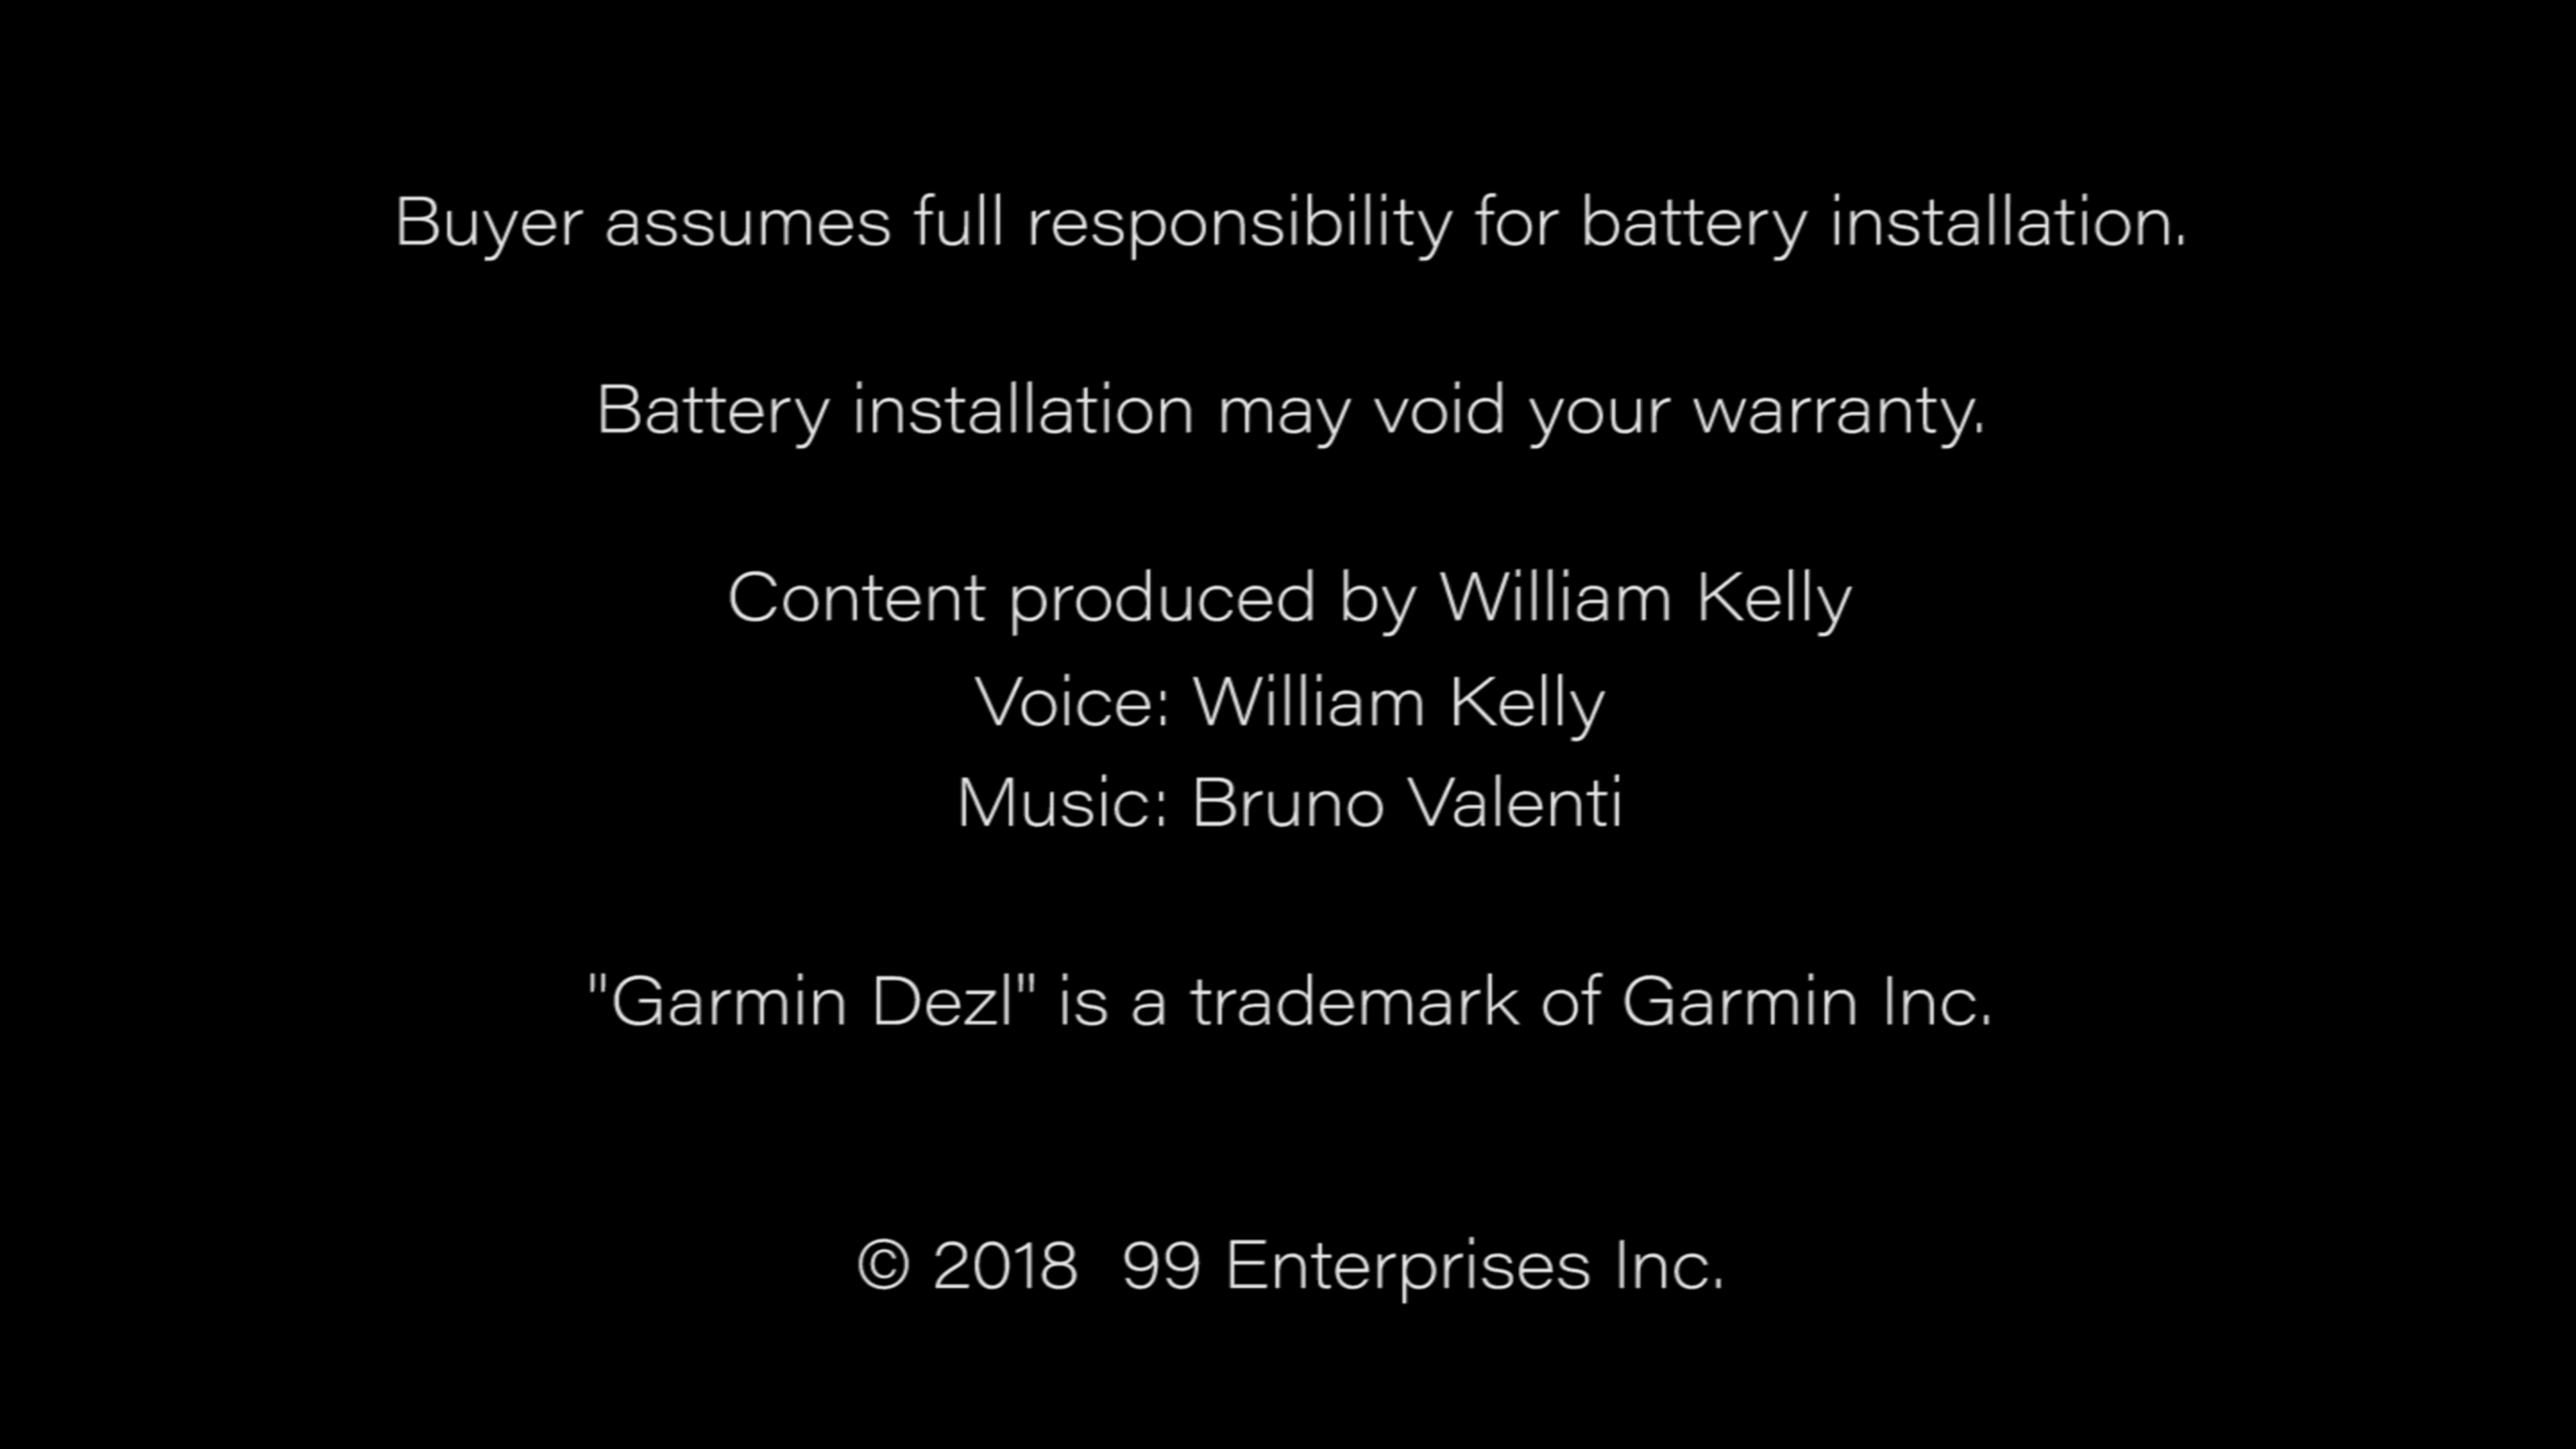 Buyer assumes full responsibility for battery installation.
Battery installation may void your warranty.
Content produced by William Kelly
Voice: William Kelly
Music: Bruno Valenti
"Garmin Dezl" is a trademark of Garmin Inc.
© 2018  99 Enterprises Inc.